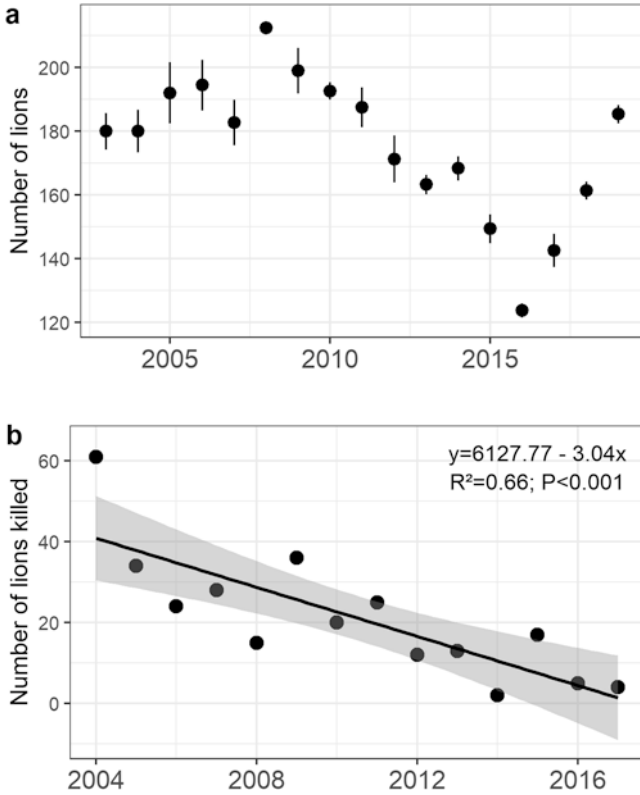 a
Number of lions
200
180
160
140
120
2005 2010 2015
b
y=6127.77 - 3.04x
R²=0.66; P<0.001
Number of lions killed
60
40
20
0
2004 2008 2012 2016